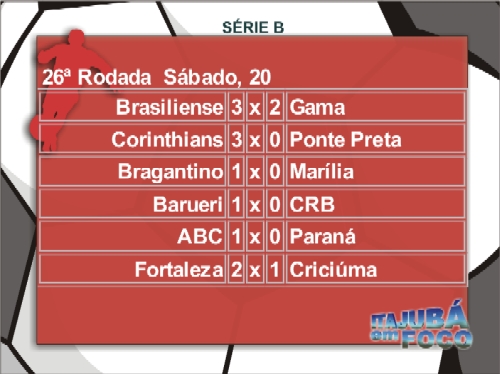 SÉRIE B
26ª Rodada Sábado, 20
Brasiliense 3 x 2 Gama
Corinthians 3 x 0 Ponte Preta
Bragantino 1 x 0 Marília
Barueri 1 x 0 CRB
ABC 1 x 0 Paraná
Fortaleza 2 x 1 Criciúma
ITAJUBÁ
em FOCO